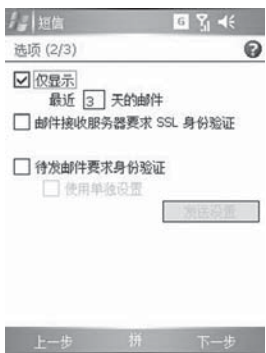 短信
G
选项 (2/3)
仅显示
最近 3 天的邮件
邮件接收服务器要求 SSL 身份验证
待发邮件要求身份验证
使用单独设置
发送设置
上一步 拼 下一步